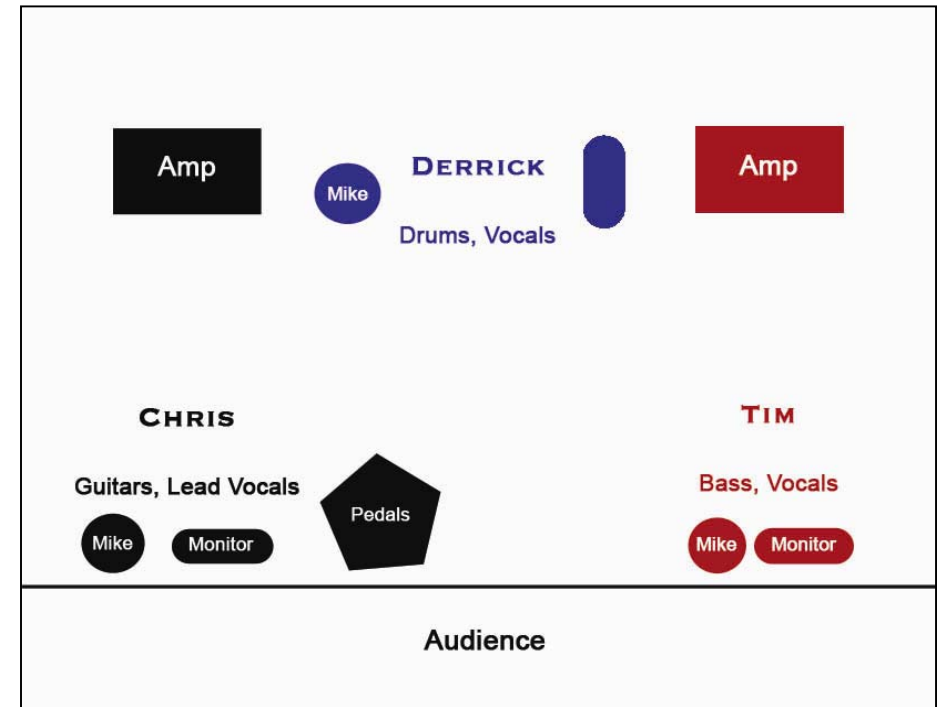 Amp
Mike
DERRICK
Amp
Drums, Vocals
CHRIS
TIM
Guitars, Lead Vocals
Pedals
Bass, Vocals
Mike
Monitor
Mike
Monitor
Audience